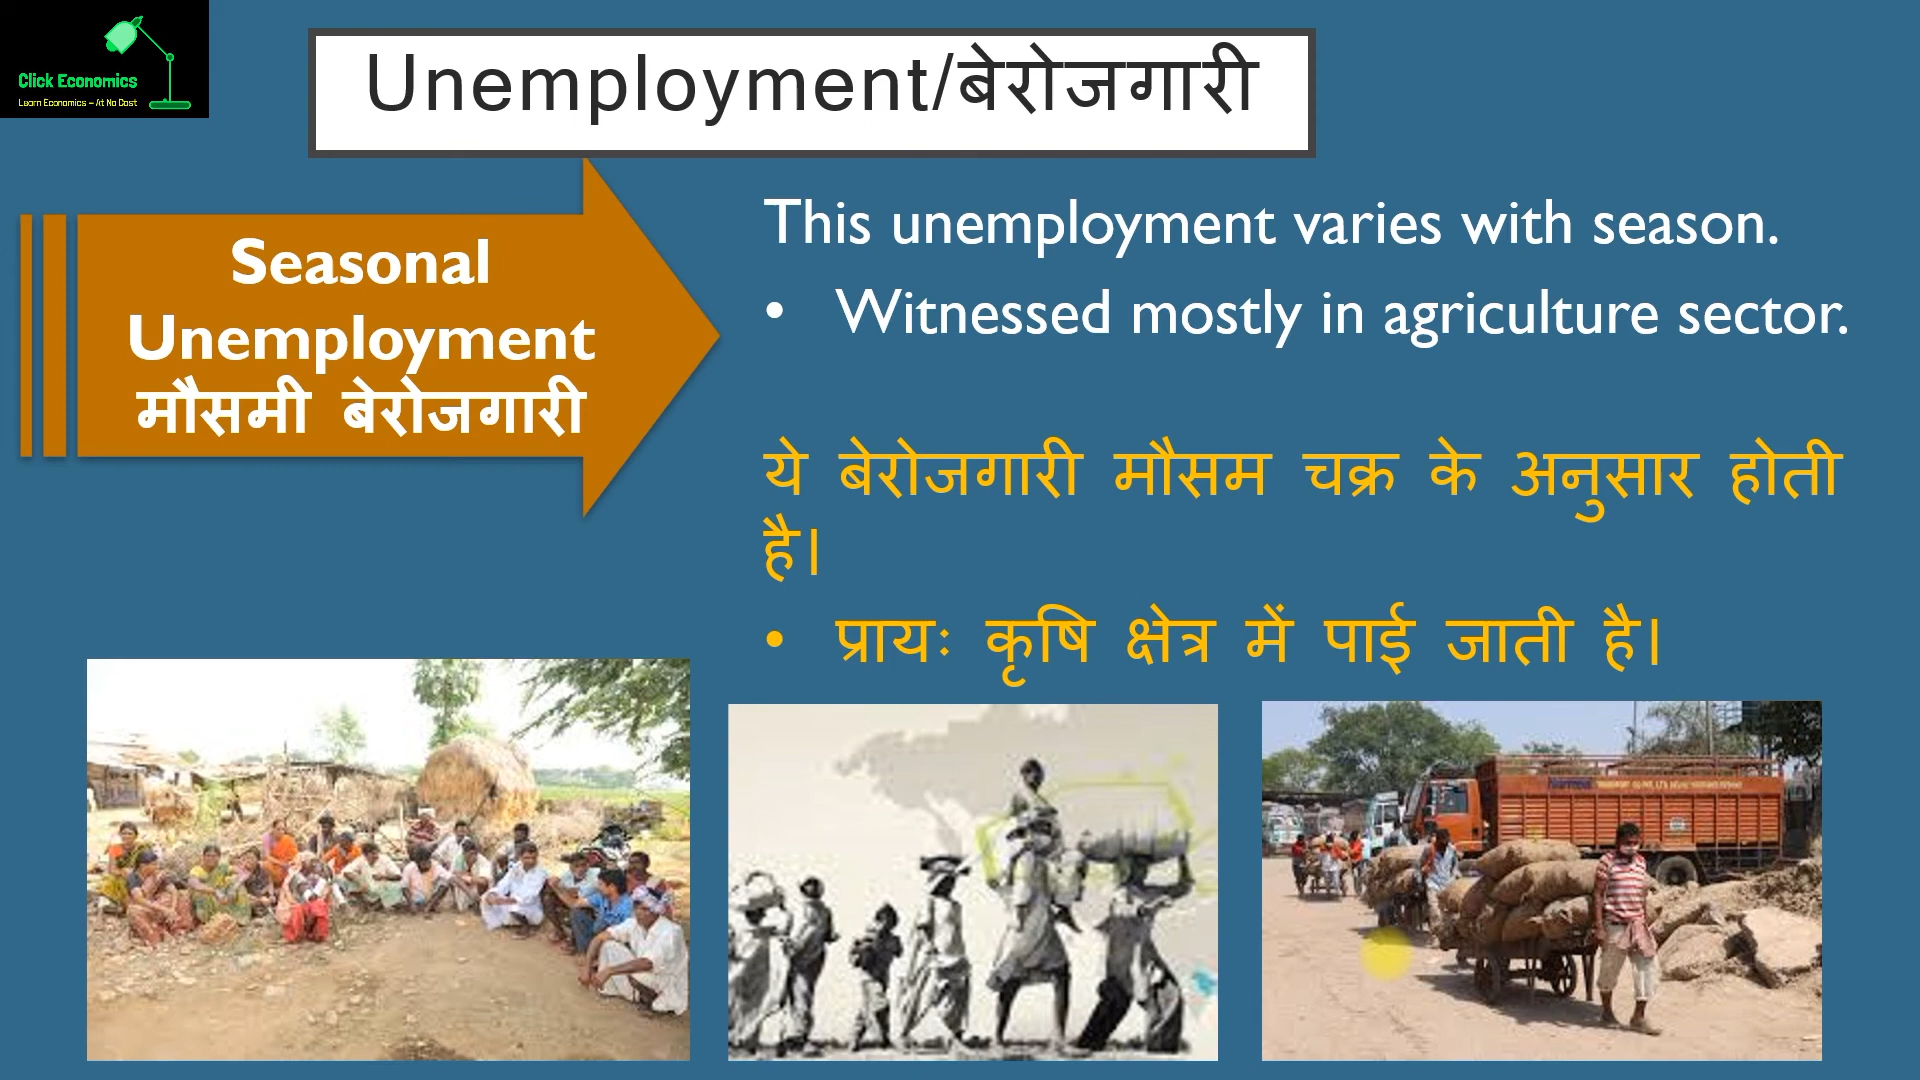 Click Economics
Learn Economics – At No Cost
Unemployment/बेरोजगारी
Seasonal
Unemployment
मौसमी बेरोजगारी
This unemployment varies with season.
• Witnessed mostly in agriculture sector.
ये बेरोजगारी मौसम चक्र के अनुसार होती
है।
• प्रायः कृषि क्षेत्र में पाई जाती है।